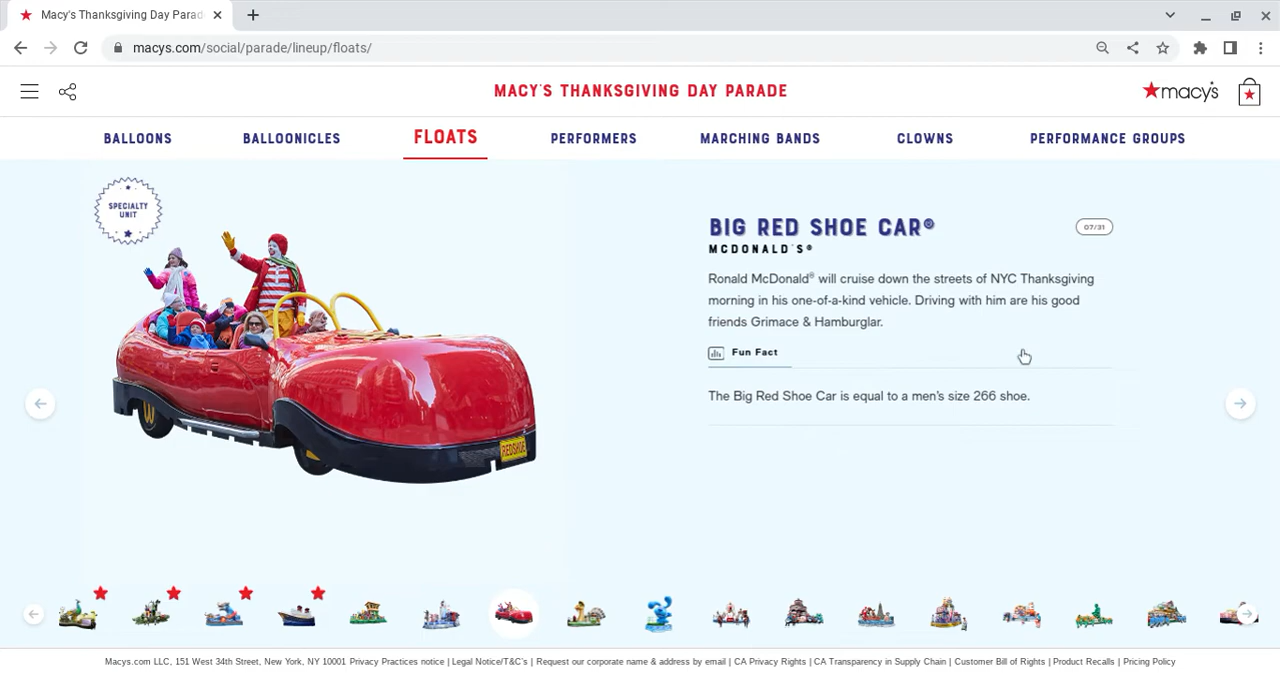 Macy's Thanksgiving Day Parad
macys.com/social/parade/lineup/floats/
MACY'S THANKSGIVING DAY PARADE
★macy's
BALLOONS
BALLOONICLES
FLOATS
PERFORMERS
MARCHING BANDS
CLOWNS
PERFORMANCE GROUPS
SPECIALTY
UNIT
REDSHOE
BIG RED SHOE CAR®
07/31
MCDONALD'S®
Ronald McDonald® will cruise down the streets of NYC Thanksgiving
morning in his one-of-a-kind vehicle. Driving with him are his good
friends Grimace & Hamburglar.
Fun Fact
The Big Red Shoe Car is equal to a men's size 266 shoe.
Macys.com LLC, 151 West 34th Street, New York, NY 10001 Privacy Practices notice | Legal Notice/T&C's | Request our corporate name & address by email | CA Privacy Rights | CA Transparency in Supply Chain | Customer Bill of Rights | Product Recalls | Pricing Policy